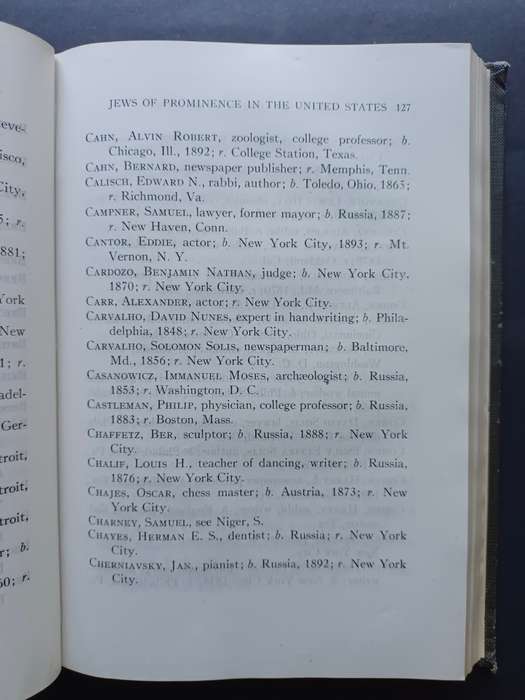 JEWS OF PROMINENCE IN THE UNITED STATES 127
CAHN, ALVIN ROBERT, zoologist, college professor; b.
Chicago, Ill., 1892; r. College Station, Texas.
CAHN, BERNARD, newspaper publisher; r. Memphis, Tenn.
CALISCH, EDWARD N., rabbi, author; b. Toledo, Ohio, 1865;
r. Richmond, Va.
CAMPNER, SAMUEL, lawyer, former mayor; b. Russia, 1887;
r. New Haven, Conn.
CANTOR, EDDIE, actor; b. New York City, 1893; r. Mt.
Vernon, N. Y.
CARDOZO, BENJAMIN NATHAN, judge; b. New York City,
1870; r. New York City.
CARR, ALEXANDER, actor; r. New York City.
CARVALHO, DAVID NUNES, expert in handwriting; b. Phila-
delphia, 1848; r. New York City.
CARVALHO, SOLOMON SOLIS, newspaperman; b. Baltimore,
Md., 1856; r. New York City.
CASANOWICZ, IMMANUEL MOSES, archæologist; b. Russia,
1853; r. Washington, D. C.
CASTLEMAN, PHILIP, physician, college professor; b. Russia,
1883; r. Boston, Mass.
CHAFFETZ, BER, sculptor; b. Russia, 1888; r. New York
City.
CHALIF, LOUIS H., teacher of dancing, writer; b. Russia,
1876; r. New York City.
CHAJES, OSCAR, chess master; b. Austria, 1873; r. New
York City.
CHARNEY, SAMUEL, see Niger, S.
CHAYES, HERMAN E. S., dentist; b. Russia; r. New York
City.
CHERNIAVSKY, JAN., pianist; b. Russia, 1892; r. New York
City.